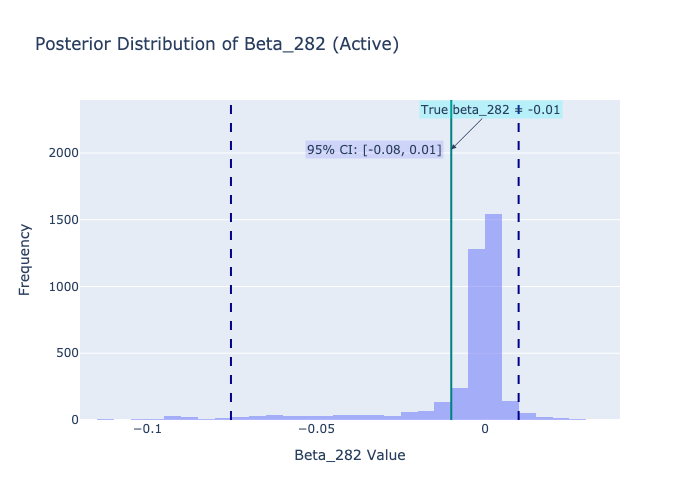 Posterior Distribution of Beta_282 (Active)
True beta_282 = -0.01
95% CI: [-0.08, 0.01]
2000
1500
1000
500
0
Frequency
−0.1
−0.05
0
Beta_282 Value